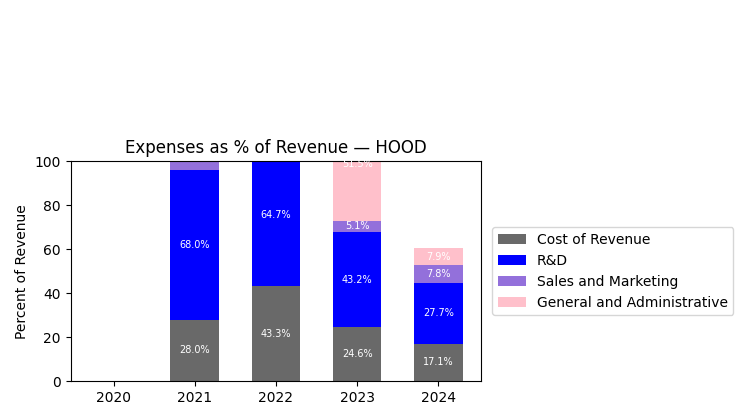 Expenses as % of Revenue — HOOD
100
80
60
40
20
0
Percent of Revenue
68.0%
28.0%
64.7%
43.3%
5.1%
43.2%
24.6%
7.9%
7.8%
27.7%
17.1%
2020 2021 2022 2023 2024
Cost of Revenue
R&D
Sales and Marketing
General and Administrative